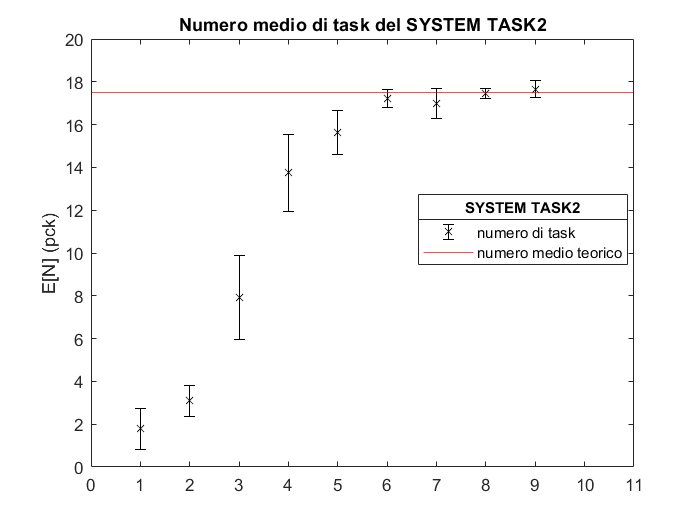 Numero medio di task del SYSTEM TASK2
20
18
16
14
12
10
8
6
4
2
0
E[N] (pck)
SYSTEM TASK2
numero di task
numero medio teorico
0 1 2 3 4 5 6 7 8 9 10 11